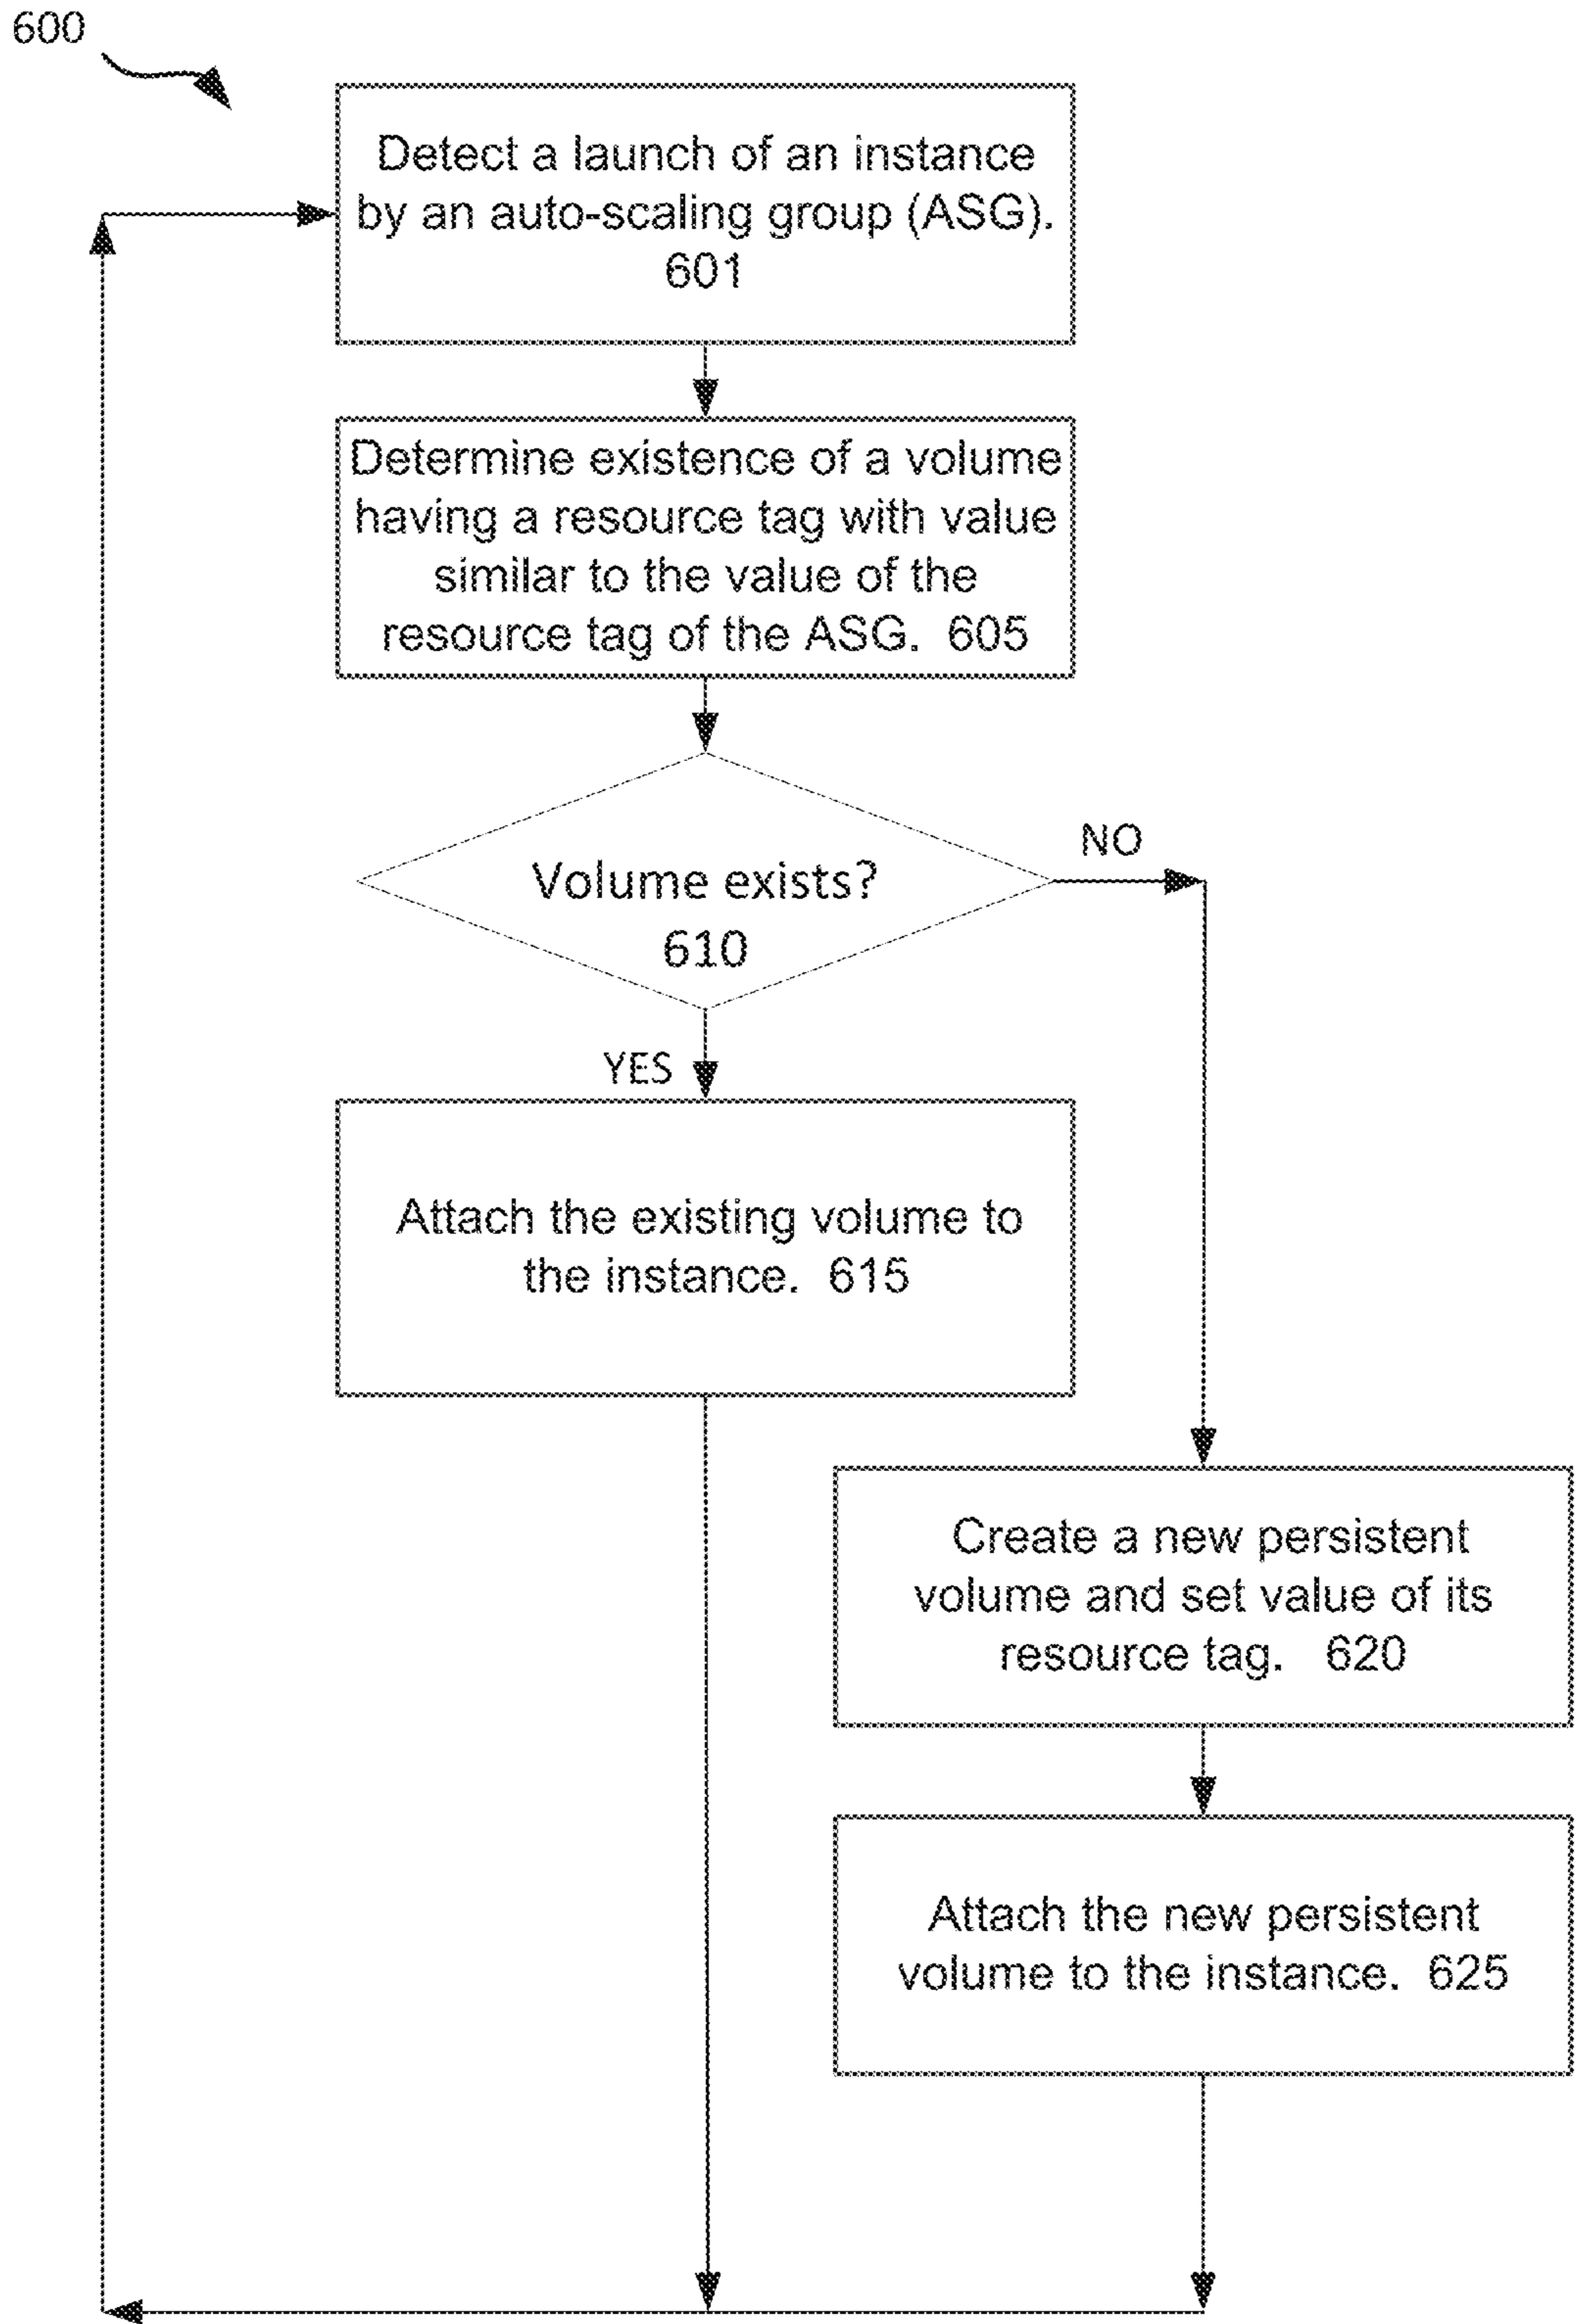 600
Detect a launch of an instance
by an auto-scaling group (ASG).
601
Determine existence of a volume
having a resource tag with value
similar to the value of the
resource tag of the ASG. 605
Volume exists?
610
NO
YES
Attach the existing volume to
the instance. 615
Create a new persistent
volume and set value of its
resource tag. 620
Attach the new persistent
volume to the instance. 625